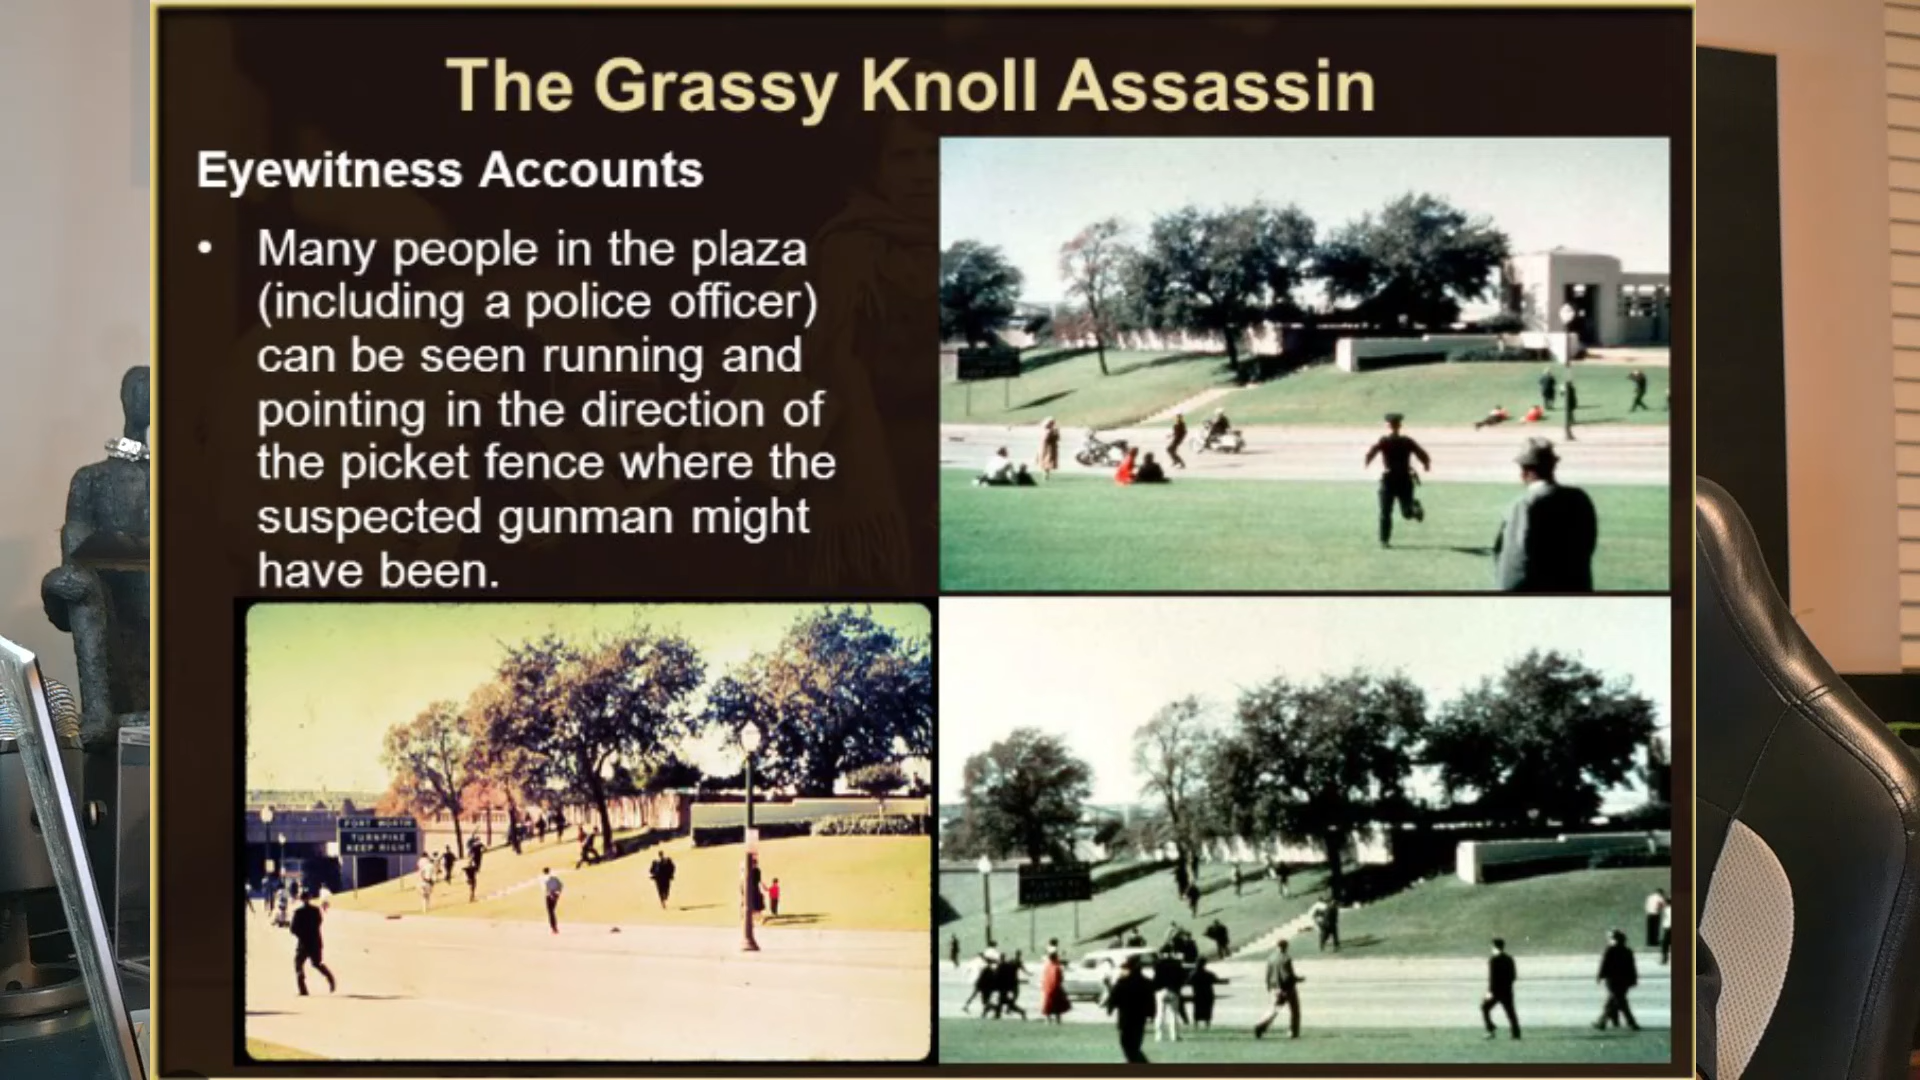 The Grassy Knoll Assassin
Eyewitness Accounts
• Many people in the plaza
(including a police officer)
can be seen running and
pointing in the direction of
the picket fence where the
suspected gunman might
have been.
FORT WORTH
TURNPIKE
KEEP RIGHT